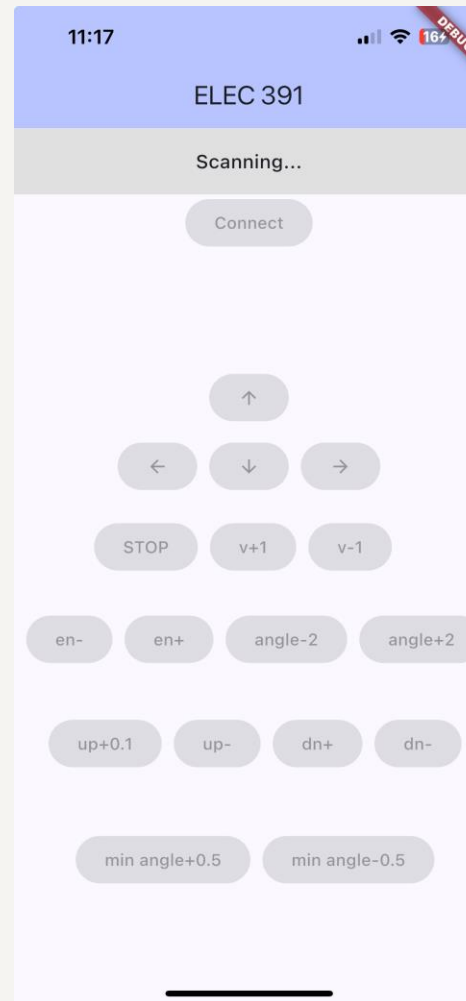 11:17 16
DEBUG
ELEC 391
Scanning...
Connect
↑
← ↓ →
STOP v+1 v-1
en- en+ angle-2 angle+2
up+0.1 up- dn+ dn-
min angle+0.5 min angle-0.5